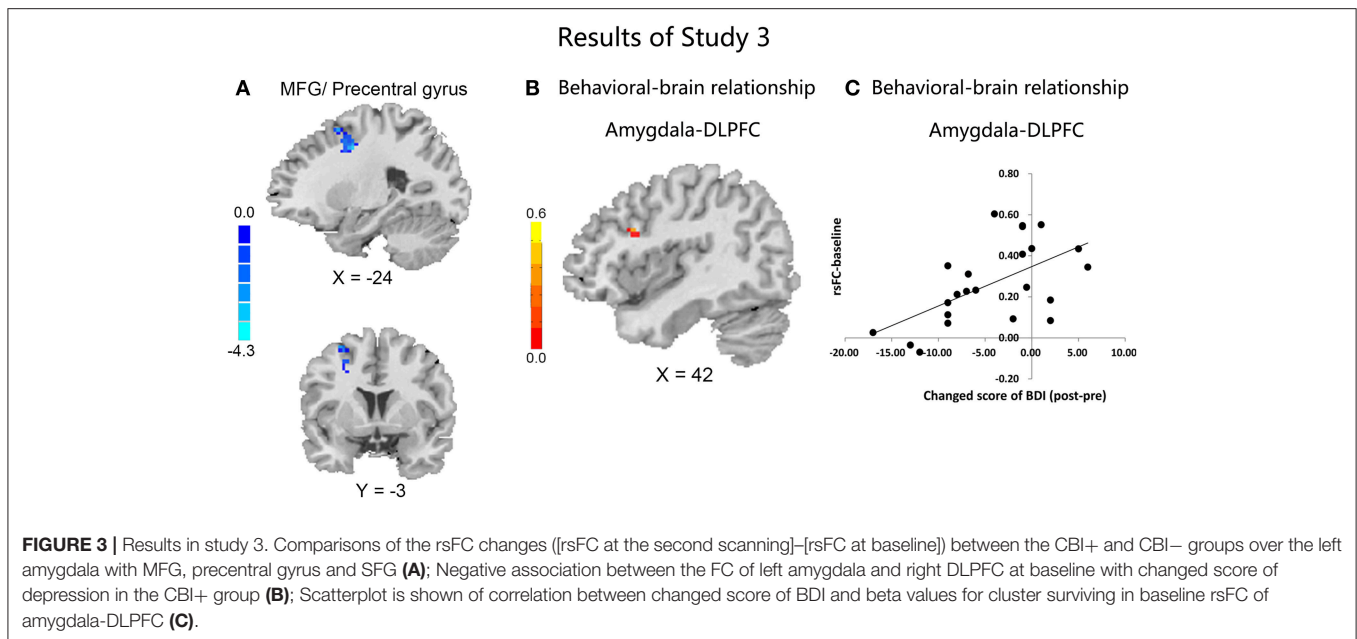 Results of Study 3
A MFG/ Precentral gyrus
0.0
-4.3
X = -24
Y = -3
B Behavioral-brain relationship
Amygdala-DLPFC
0.6
0.0
X = 42
C Behavioral-brain relationship
Amygdala-DLPFC
rsFC-baseline
0.80
0.60
0.40
0.20
0.00
-0.20
-20.00 -15.00 -10.00 -5.00 0.00 5.00 10.00
Changed score of BDI (post-pre)
FIGURE 3 | Results in study 3. Comparisons of the rsFC changes ([rsFC at the second scanning]–[rsFC at baseline]) between the CBI+ and CBI− groups over the left
amygdala with MFG, precentral gyrus and SFG (A); Negative association between the FC of left amygdala and right DLPFC at baseline with changed score of
depression in the CBI+ group (B); Scatterplot is shown of correlation between changed score of BDI and beta values for cluster surviving in baseline rsFC of
amygdala-DLPFC (C).